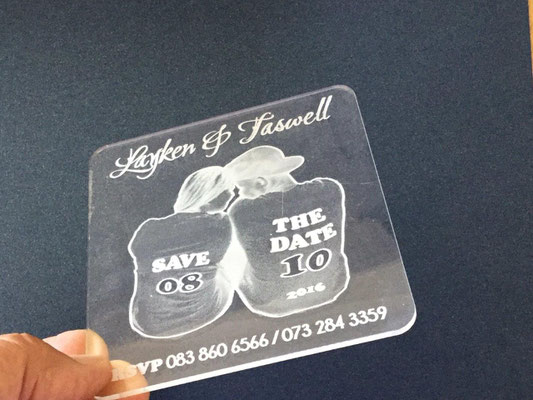 Layken & Taswell
SAVE
08
THE
DATE
10
2016
RSVP 083 860 6566 / 073 284 3359